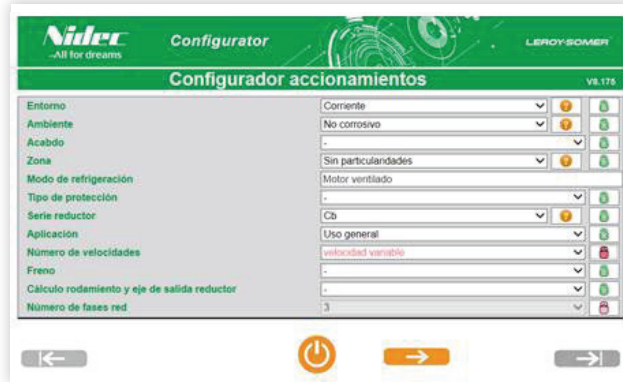 Nidec
-All for dreams
Configurator
LEROY-SOMER
Configurador accionamientos
V8.175
Entorno Corriente
Ambiente No corrosivo
Acabdo -
Zona Sin particularidades
Modo de refrigeración Motor ventilado
Tipo de protección -
Serie reductor Cb
Aplicación Uso general
Número de velocidades velocidad variable
Freno -
Cálculo rodamiento y eje de salida reductor -
Número de fases red 3